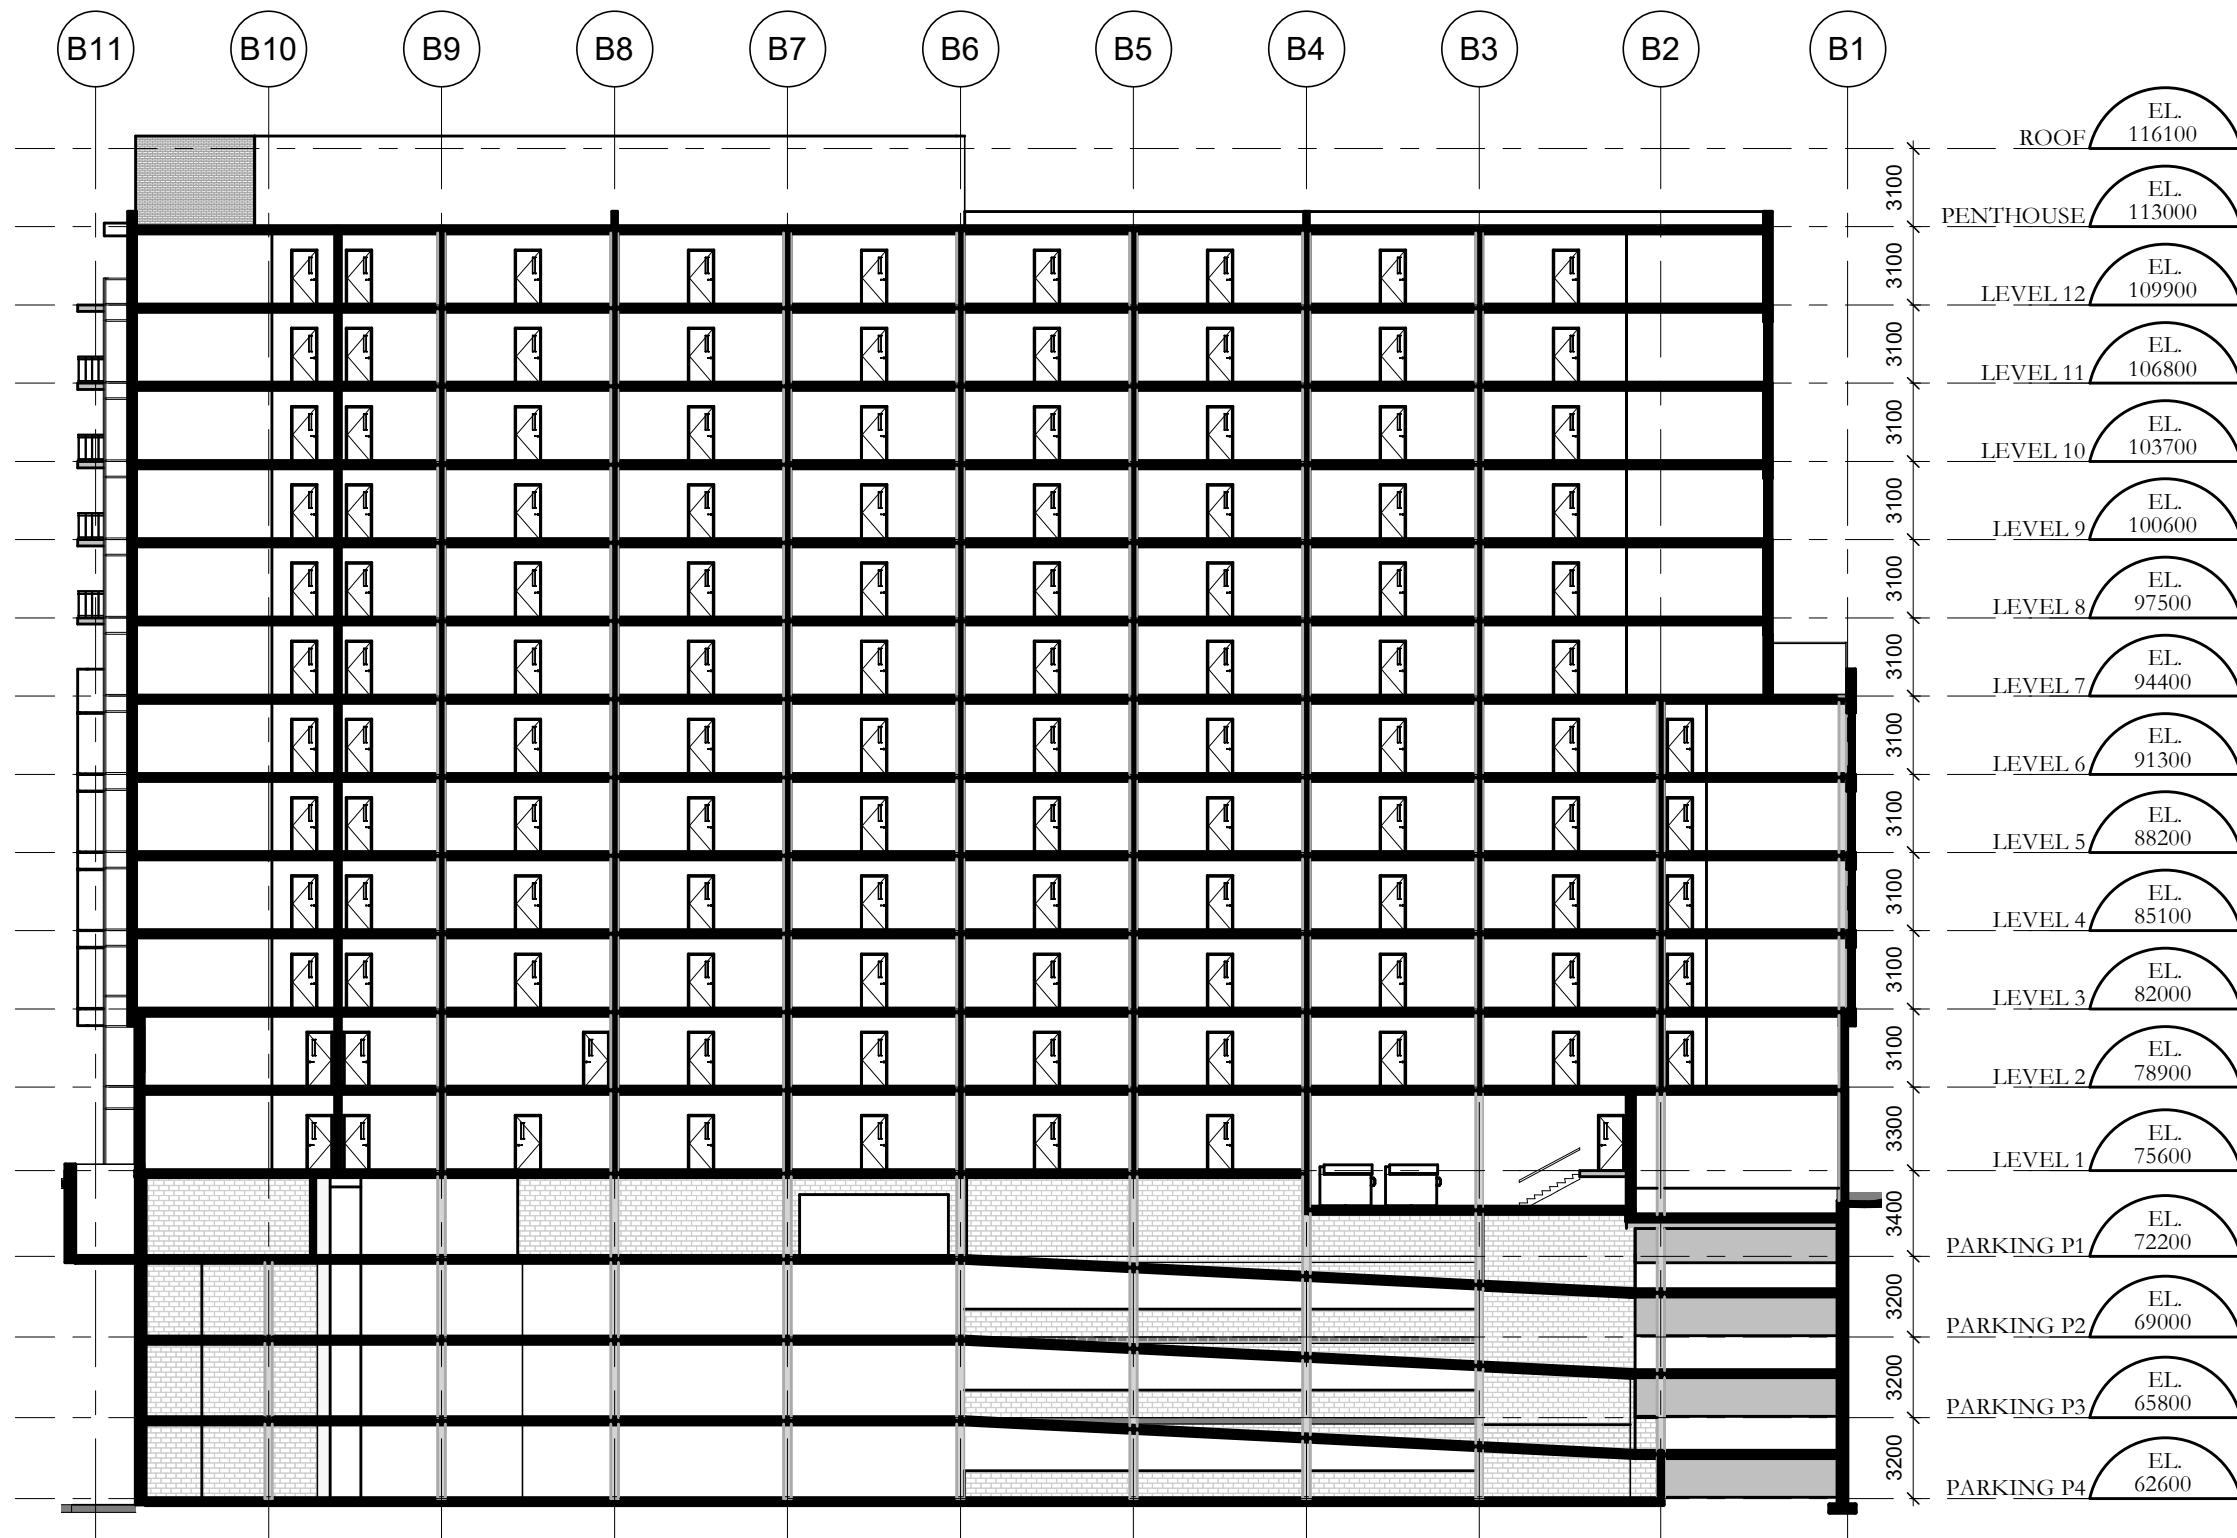 B11 B10 B9 B8 B7 B6 B5 B4 B3 B2 B1
EL.
ROOF 116100
3100
EL.
PENTHOUSE 113000
3100
EL.
LEVEL 12 109900
3100
EL.
LEVEL 11 106800
3100
EL.
LEVEL 10 103700
3100
EL.
LEVEL 9 100600
3100
EL.
LEVEL 8 97500
3100
EL.
LEVEL 7 94400
3100
EL.
LEVEL 6 91300
3100
EL.
LEVEL 5 88200
3100
EL.
LEVEL 4 85100
3100
EL.
LEVEL 3 82000
3100
EL.
LEVEL 2 78900
3300
EL.
LEVEL 1 75600
3400
EL.
PARKING P1 72200
3200
EL.
PARKING P2 69000
3200
EL.
PARKING P3 65800
3200
EL.
PARKING P4 62600